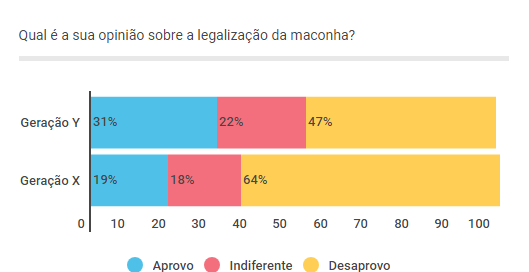 Qual é a sua opinião sobre a legalização da maconha?
Geração Y 31% 22% 47%
Geração X 19% 18% 64%
0 10 20 30 40 50 60 70 80 90 100
Aprovo Indiferente Desaprovo